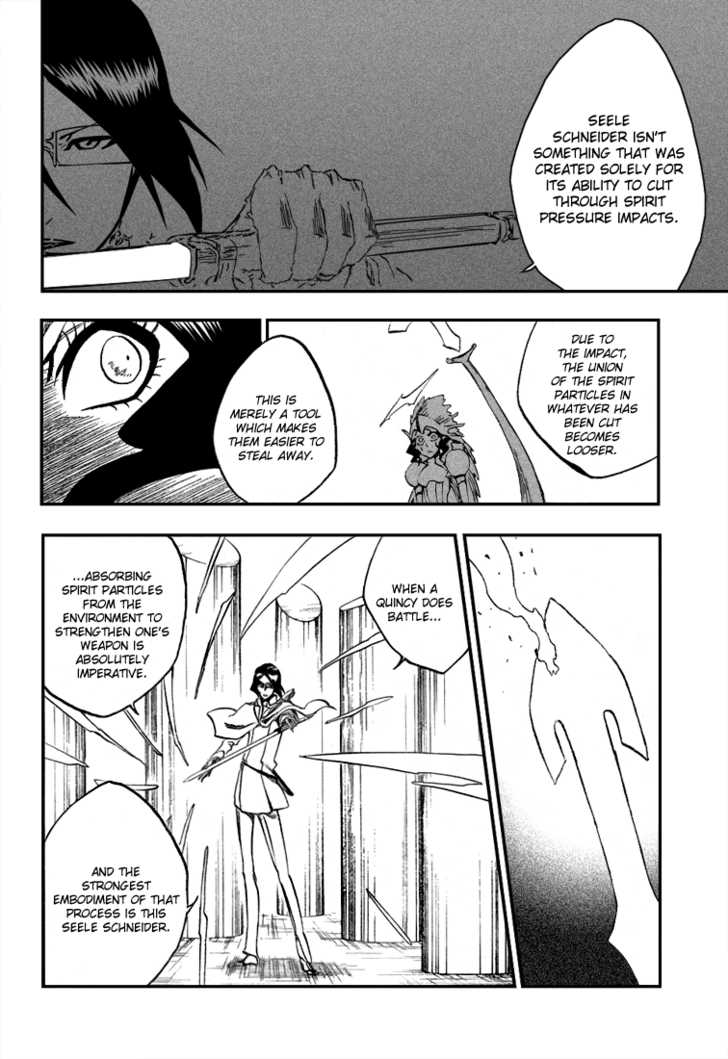 SEELE
SCHNEIDER ISN'T
SOMETHING THAT WAS
CREATED SOLELY FOR
ITS ABILITY TO CUT
THROUGH SPIRIT
PRESSURE IMPACTS.
DUE TO
THE IMPACT,
THE UNION
OF THE SPIRIT
PARTICLES IN
WHATEVER HAS
BEEN CUT
BECOMES
LOOSER.
THIS IS
MERELY A TOOL
WHICH MAKES
THEM EASIER TO
STEAL AWAY.
WHEN A
QUINCY DOES
BATTLE...
...ABSORBING
SPIRIT PARTICLES
FROM THE
ENVIRONMENT TO
STRENGTHEN ONE'S
WEAPON IS
ABSOLUTELY
IMPERATIVE.
AND THE
STRONGEST
EMBODIMENT OF THAT
PROCESS IS THIS
SEELE SCHNEIDER.